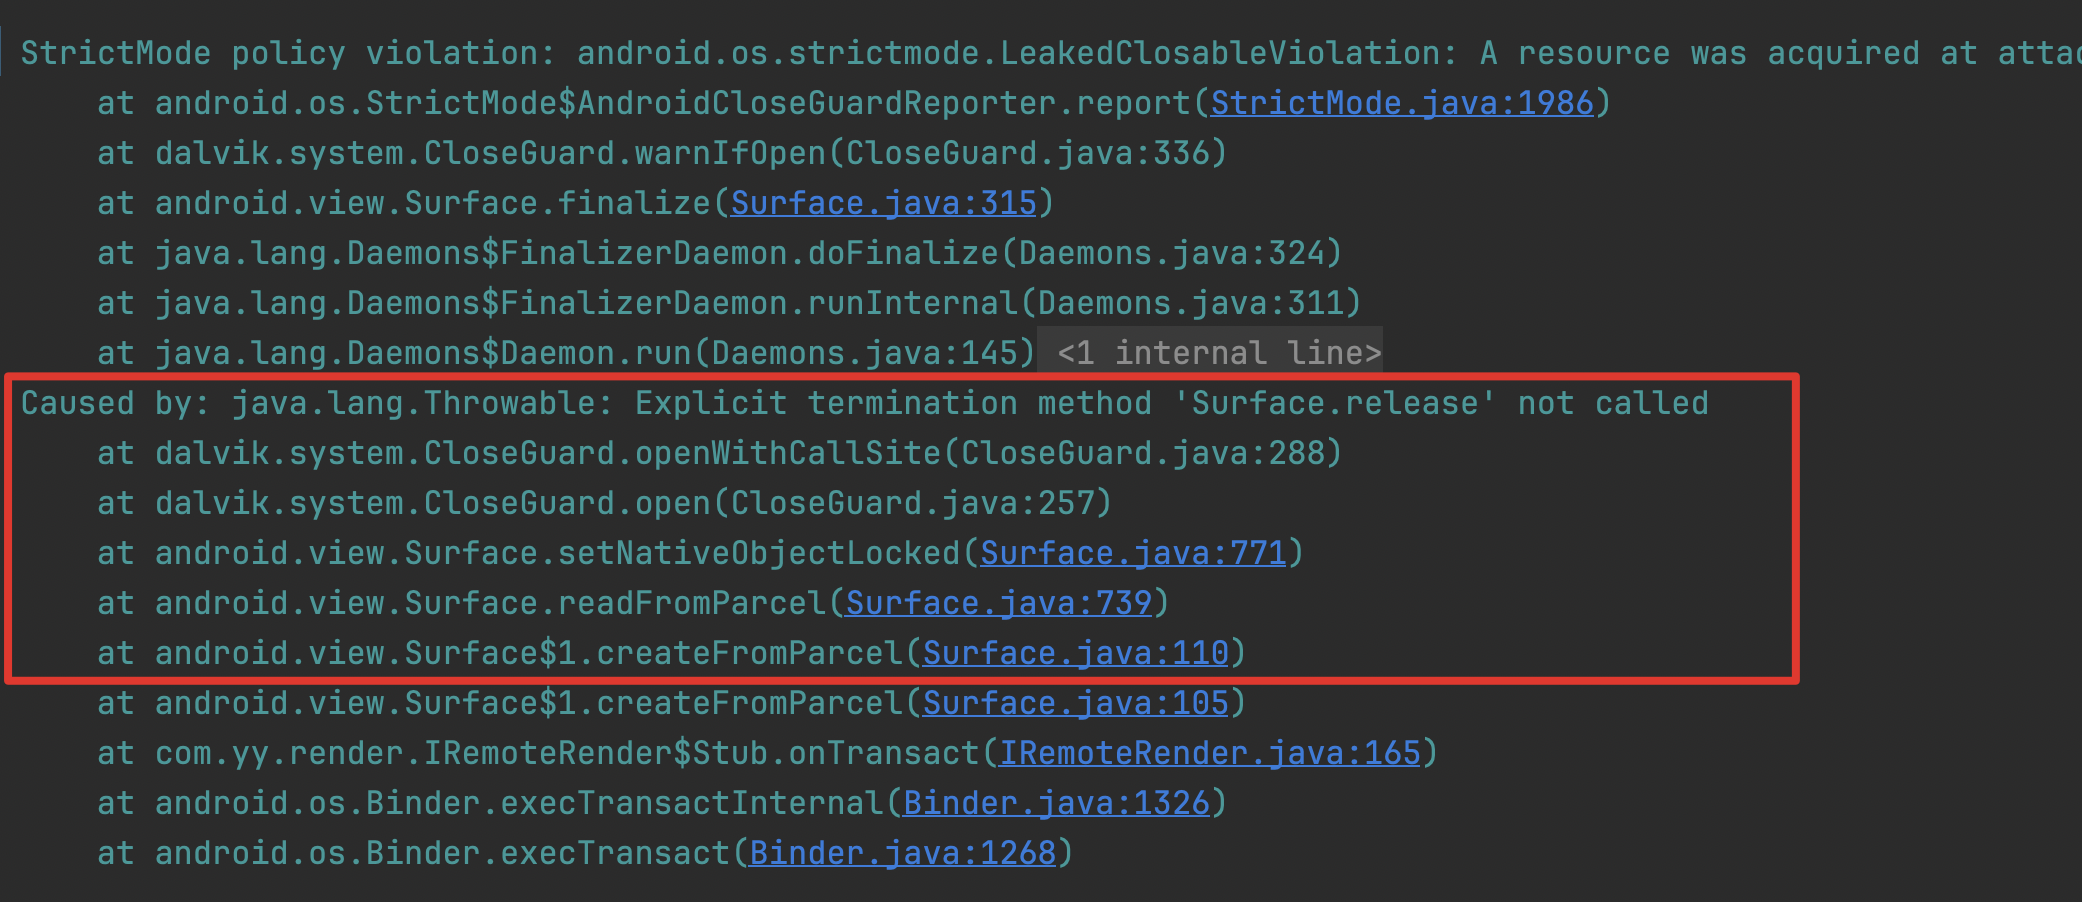 StrictMode policy violation: android.os.strictmode.LeakedClosableViolation: A resource was acquired at
    at android.os.StrictMode$AndroidCloseGuardReporter.report(StrictMode.java:1986)
    at dalvik.system.CloseGuard.warnIfOpen(CloseGuard.java:336)
    at android.view.Surface.finalize(Surface.java:315)
    at java.lang.Daemons$FinalizerDaemon.doFinalize(Daemons.java:324)
    at java.lang.Daemons$FinalizerDaemon.runInternal(Daemons.java:311)
    at java.lang.Daemons$Daemon.run(Daemons.java:145) <1 internal line>
Caused by: java.lang.Throwable: Explicit termination method 'Surface.release' not called
    at dalvik.system.CloseGuard.openWithCallSite(CloseGuard.java:288)
    at dalvik.system.CloseGuard.open(CloseGuard.java:257)
    at android.view.Surface.setNativeObjectLocked(Surface.java:771)
    at android.view.Surface.readFromParcel(Surface.java:739)
    at android.view.Surface$1.createFromParcel(Surface.java:110)
    at android.view.Surface$1.createFromParcel(Surface.java:105)
    at com.yy.render.IRemoteRender$Stub.onTransact(IRemoteRender.java:165)
    at android.os.Binder.execTransactInternal(Binder.java:1326)
    at android.os.Binder.execTransact(Binder.java:1268)